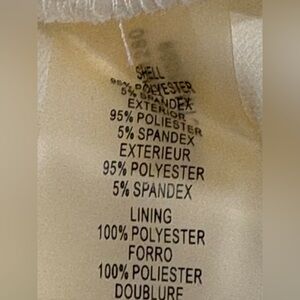 SHELL
95% POLYESTER
5% SPANDEX
EXTERIOR
95% POLIESTER
5% SPANDEX
EXTERIEUR
95% POLYESTER
5% SPANDEX
LINING
100% POLYESTER
FORRO
100% POLIESTER
DOUBLURE